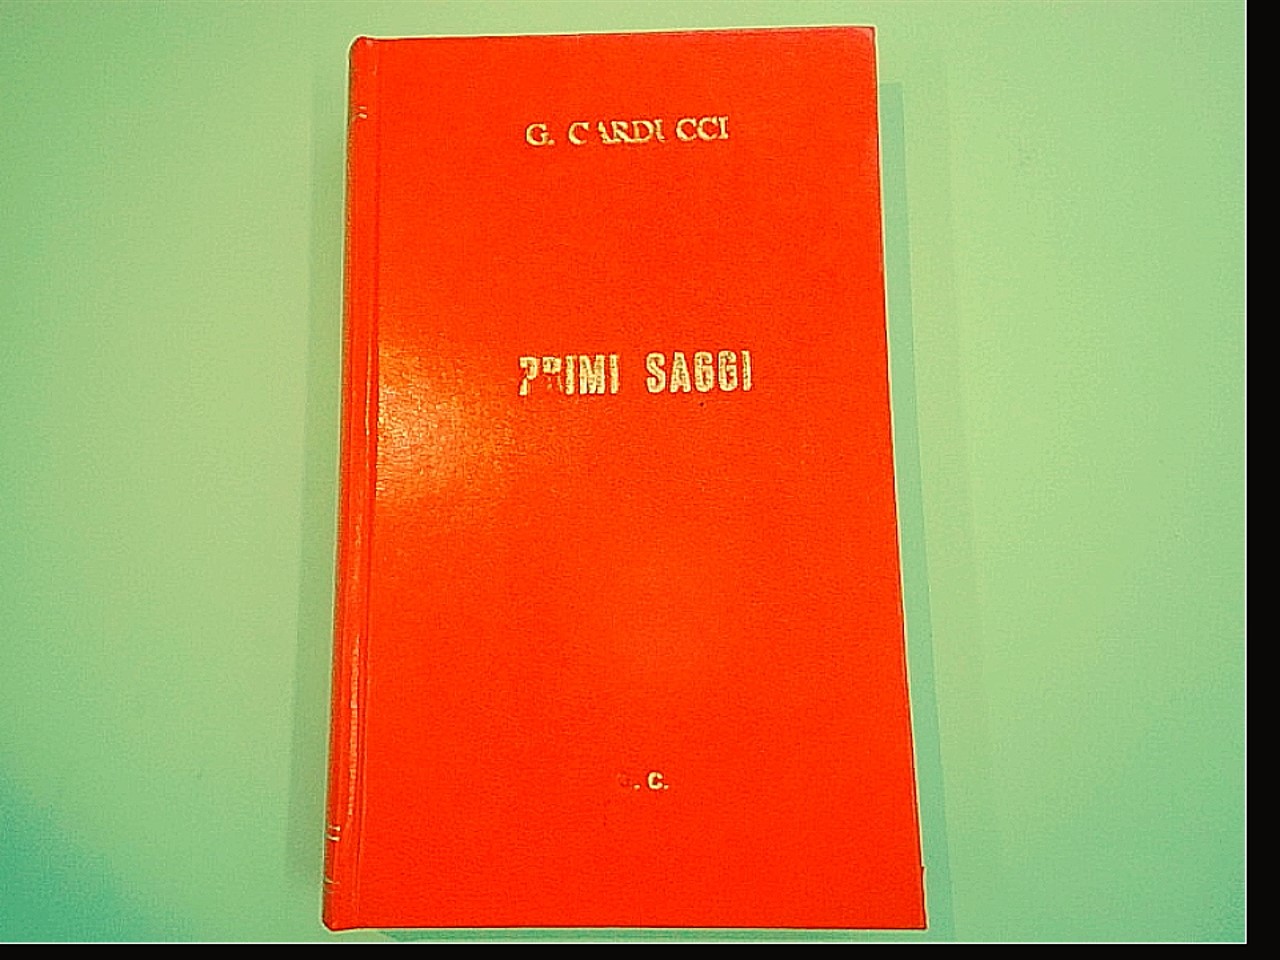 G. CARDUCCI
PRIMI SAGGI
. C.